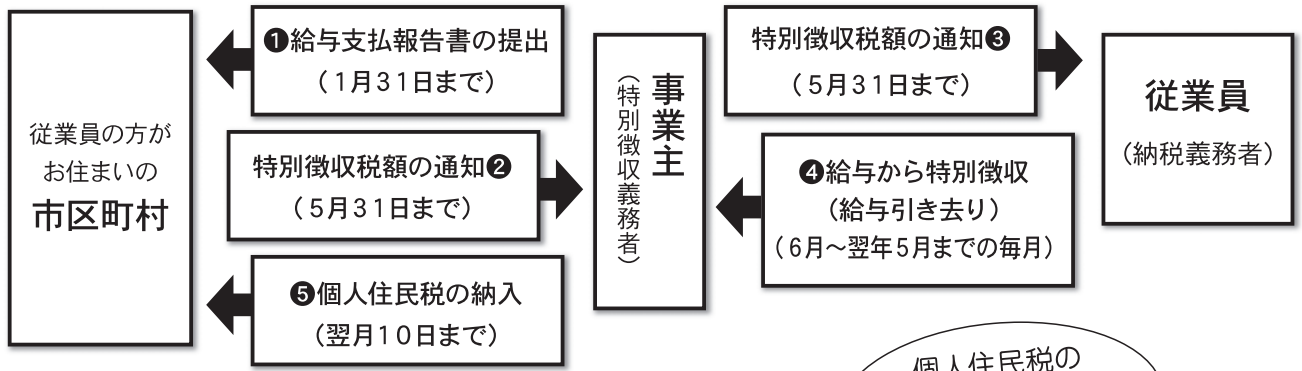 従業員の方が
お住まいの
市区町村
❶給与支払報告書の提出
(1月31日まで)
特別徴収税額の通知❷
(5月31日まで)
❺個人住民税の納入
(翌月10日まで)
事業主
(特別徴収義務者)
特別徴収税額の通知❸
(5月31日まで)
❹給与から特別徴収
(給与引き去り)
(6月〜翌年5月までの毎月)
従業員
(納税義務者)
個人住民税の